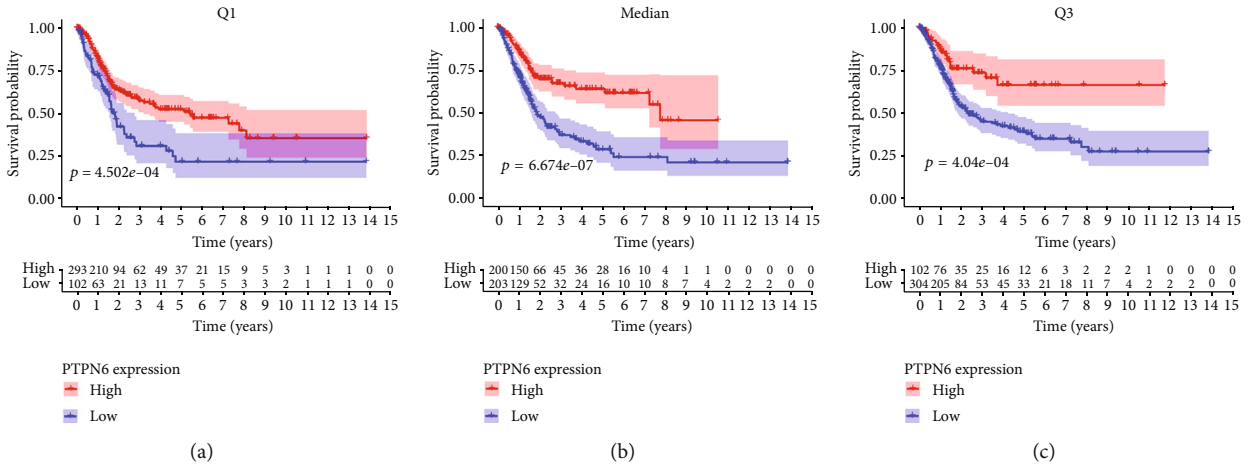 Q1
1.00
0.75
0.50
0.25
0.00
Survival probability
p = 4.502e–04
0 1 2 3 4 5 6 7 8 9 10 11 12 13 14 15
Time (years)
High 293 210 94 62 49 37 21 15 9 5 3 1 1 1 0 0
Low 102 63 21 13 11 7 5 5 3 3 2 1 1 1 0 0
0 1 2 3 4 5 6 7 8 9 10 11 12 13 14 15
Time (years)
PTPN6 expression
High
Low
(a)
Median
1.00
0.75
0.50
0.25
0.00
Survival probability
p = 6.674e–07
0 1 2 3 4 5 6 7 8 9 10 11 12 13 14 15
Time (years)
High 200 150 66 45 36 28 16 10 4 1 1 0 0 0 0 0
Low 203 129 52 32 24 16 10 10 8 7 4 2 2 2 0 0
0 1 2 3 4 5 6 7 8 9 10 11 12 13 14 15
Time (years)
PTPN6 expression
High
Low
(b)
Q3
1.00
0.75
0.50
0.25
0.00
Survival probability
p = 4.04e–04
0 1 2 3 4 5 6 7 8 9 10 11 12 13 14 15
Time (years)
High 102 76 35 25 16 12 6 3 2 2 2 1 0 0 0 0
Low 304 205 84 53 45 33 21 18 11 7 4 2 2 2 0 0
0 1 2 3 4 5 6 7 8 9 10 11 12 13 14 15
Time (years)
PTPN6 expression
High
Low
(c)